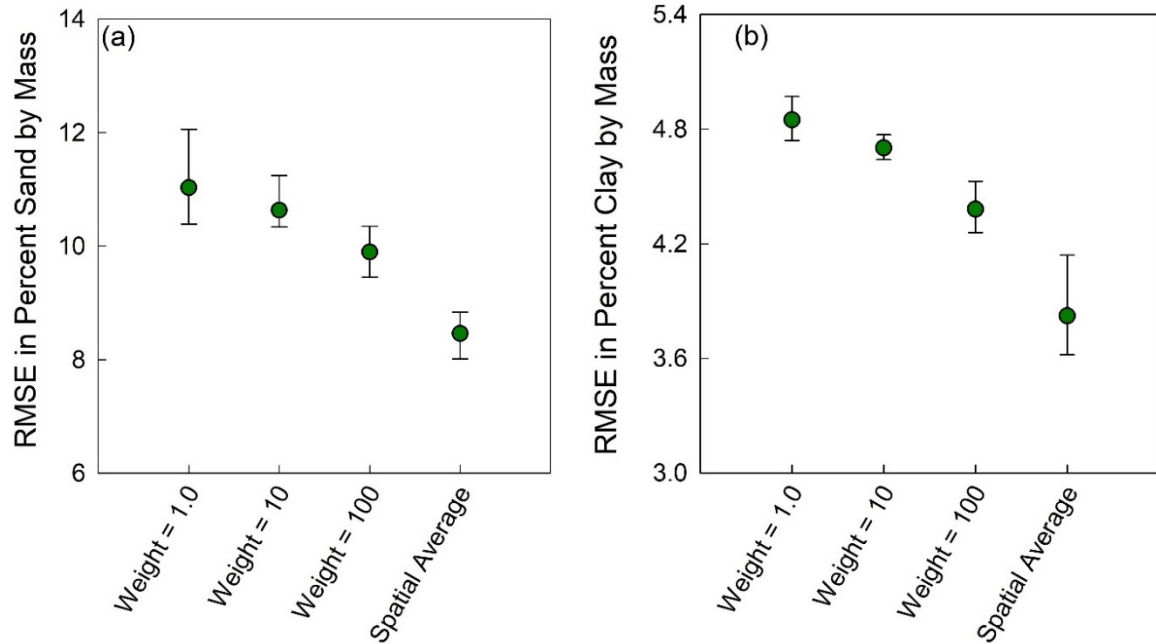 (a)
RMSE in Percent Sand by Mass
14
12
10
8
6
Weight = 1.0
Weight = 10
Weight = 100
Spatial Average
(b)
RMSE in Percent Clay by Mass
5.4
4.8
4.2
3.6
3.0
Weight = 1.0
Weight = 10
Weight = 100
Spatial Average